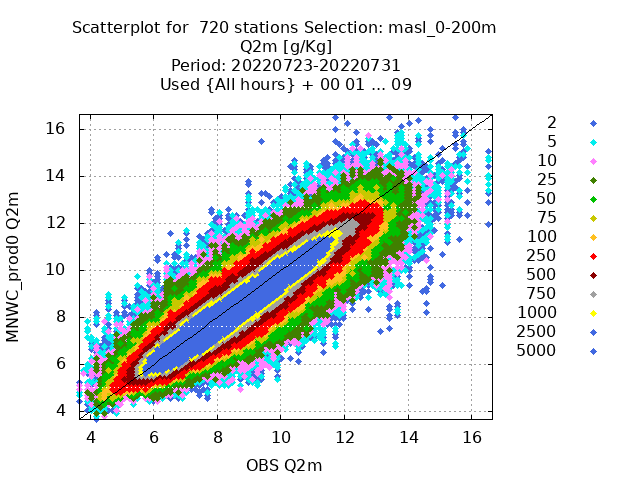 Scatterplot for  720 stations Selection: masl_0-200m
Q2m [g/Kg]
Period: 20220723-20220731
Used {All hours} + 00 01 ... 09
MNWC_prod0 Q2m
16
14
12
10
8
6
4
4 6 8 10 12 14 16
OBS Q2m
2
5
10
25
50
75
100
250
500
750
1000
2500
5000